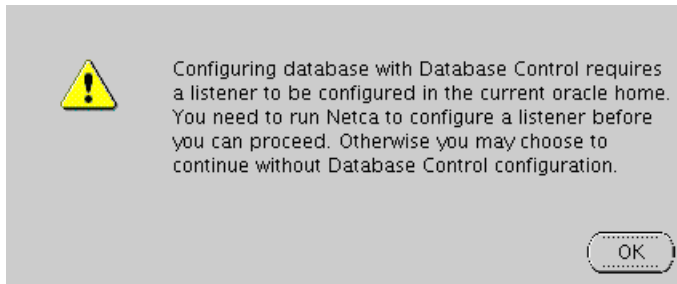 Configuring database with Database Control requires
a listener to be configured in the current oracle home.
You need to run Netca to configure a listener before
you can proceed. Otherwise you may choose to
continue without Database Control configuration.
OK